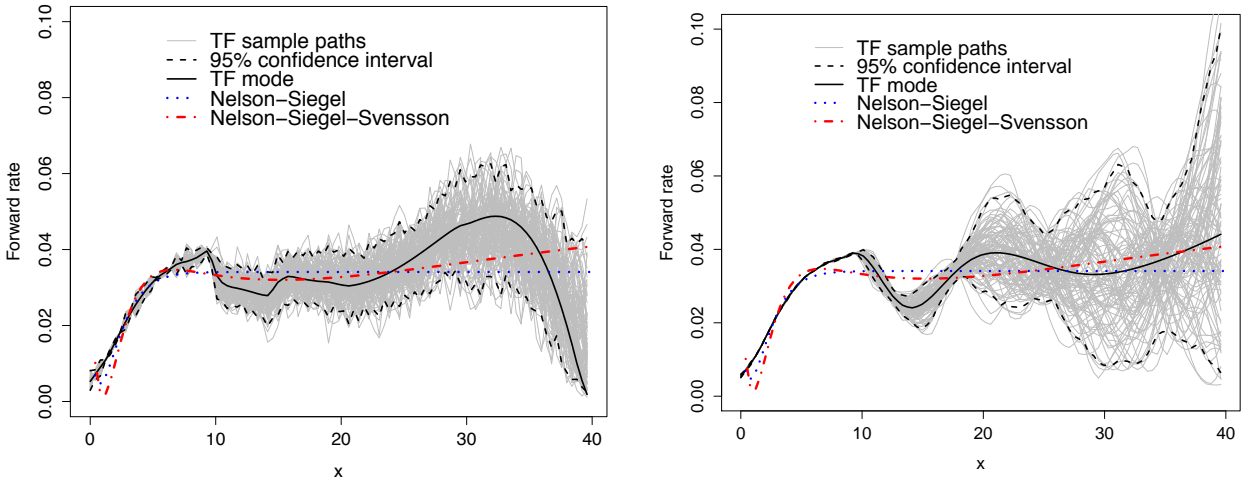 TF sample paths
95% confidence interval
TF mode
Nelson−Siegel
Nelson−Siegel−Svensson
Forward rate
0.10
0.08
0.06
0.04
0.02
0.00
0
10
20
30
40
x
TF sample paths
95% confidence interval
TF mode
Nelson−Siegel
Nelson−Siegel−Svensson
Forward rate
0.10
0.08
0.06
0.04
0.02
0.00
0
10
20
30
40
x